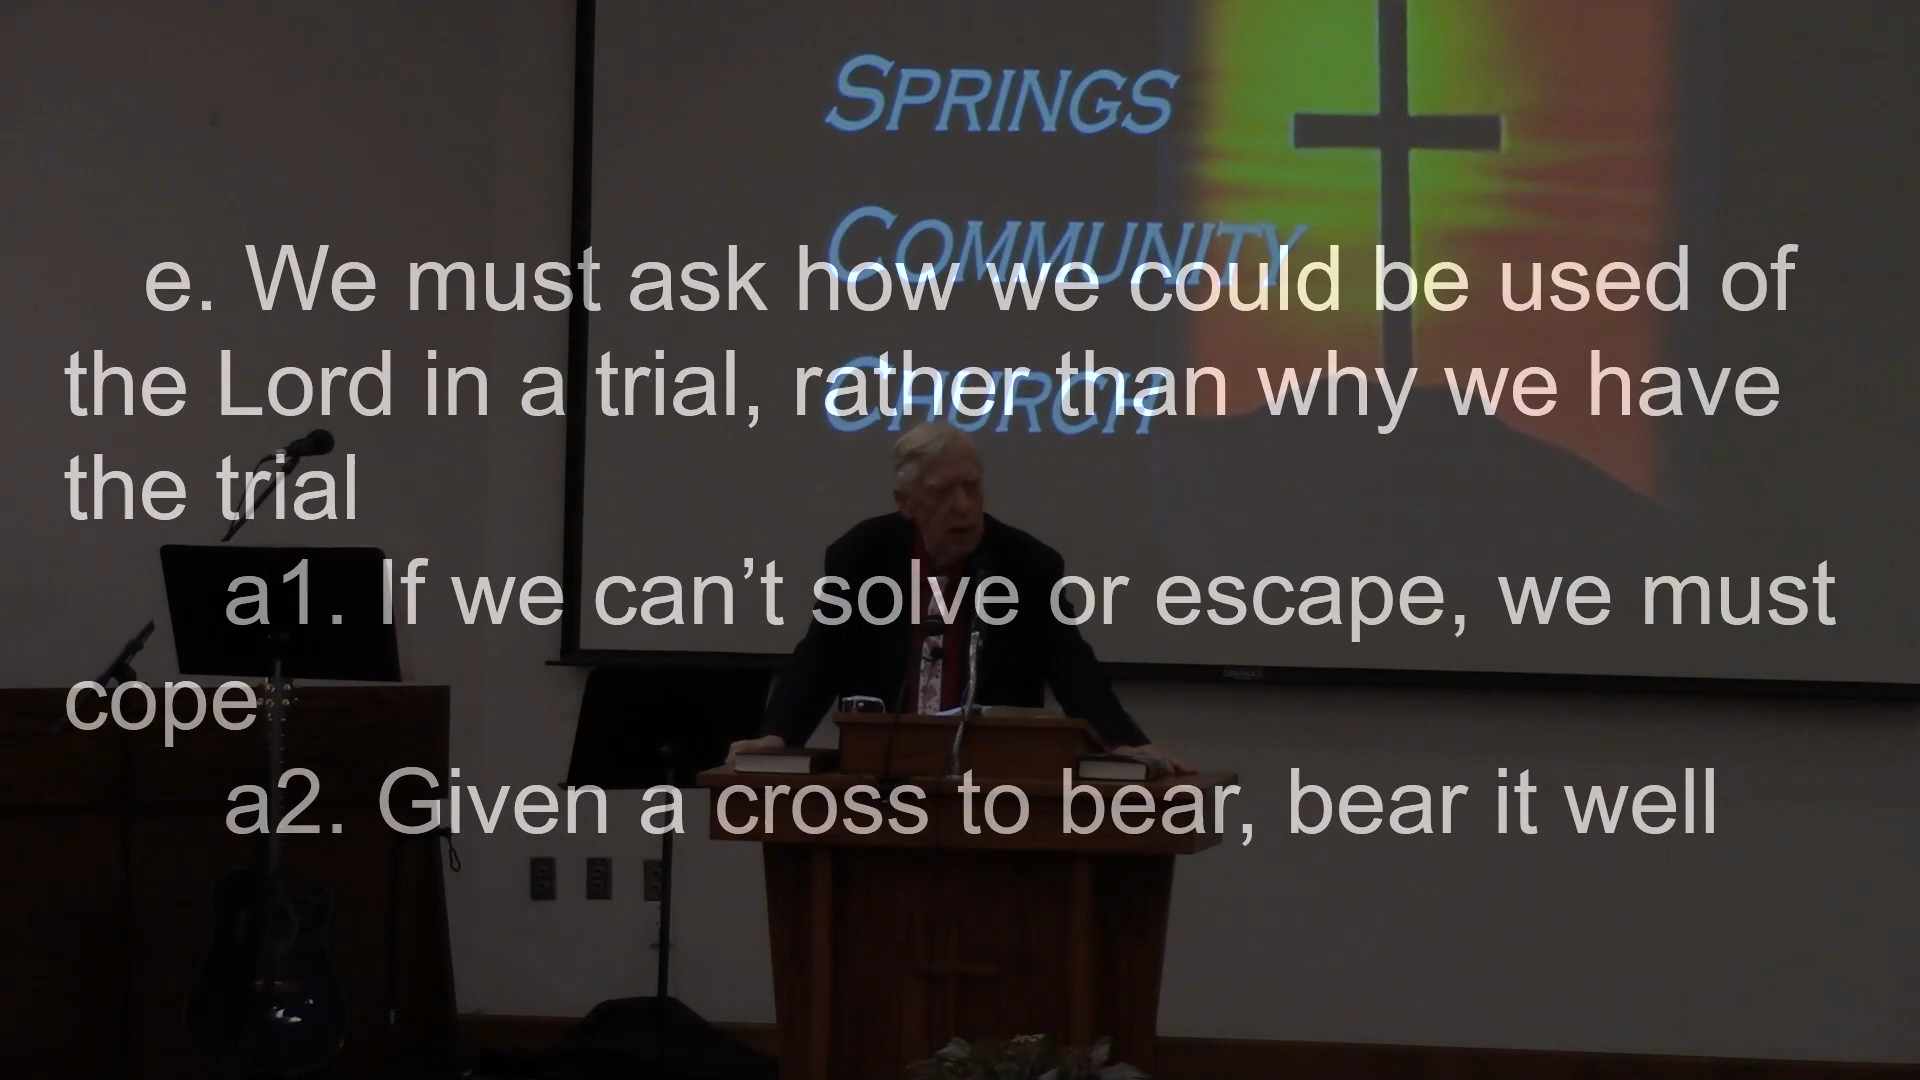 SPRINGS
COMMUNITY
CHURCH
e. We must ask how we could be used of
the Lord in a trial, rather than why we have
the trial
a1. If we can’t solve or escape, we must
cope
a2. Given a cross to bear, bear it well